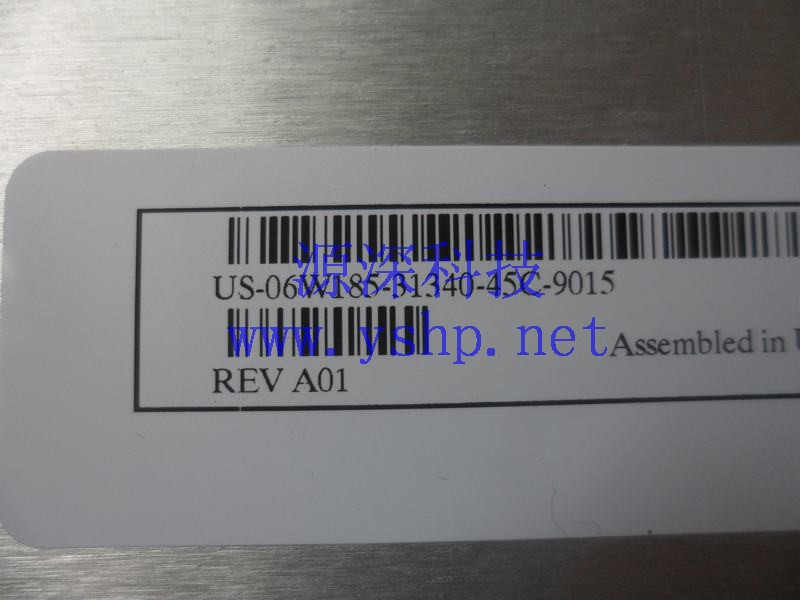 源深科技
US-06W185-31340-45C-9015
www.yshp.net
Assembled in
REV A01